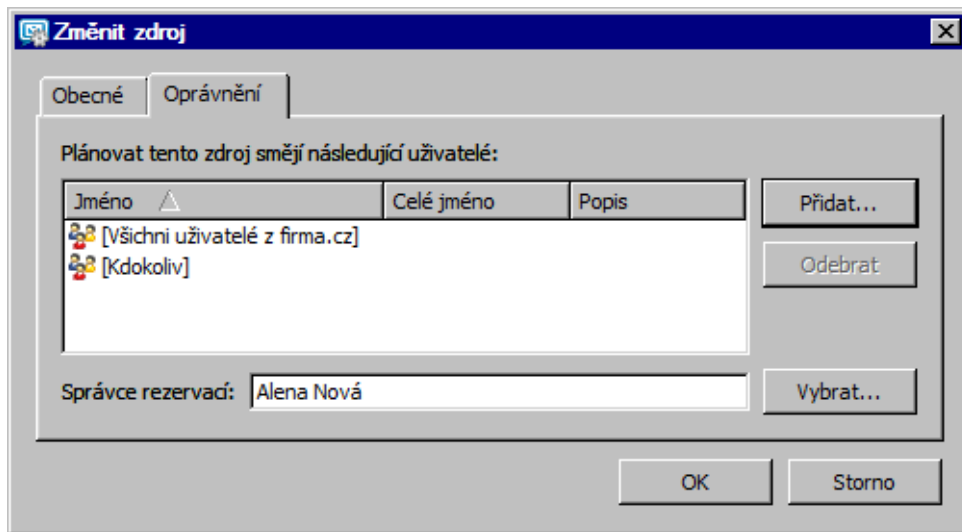 Změnit zdroj
Obecné
Oprávnění
Plánovat tento zdroj smějí následující uživatelé:
Jméno Celé jméno Popis
[Všichni uživatelé z firma.cz]
[Kdokoliv]
Přidat...
Odebrat
Správce rezervací: Alena Nová Vybrat...
OK Storno